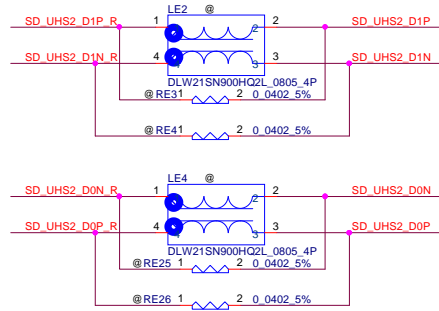 LE2 @
SD_UHS2_D1P_R 1 2 2 SD_UHS2_D1P
SD_UHS2_D1N_R 4 3 3 SD_UHS2_D1N
DLW21SN900HQ2L_0805_4P
@ RE31 2 0_0402_5%
@ RE41 2 0_0402_5%
LE4 @
SD_UHS2_D0N_R 1 2 2 SD_UHS2_D0N
SD_UHS2_D0P_R 4 3 3 SD_UHS2_D0P
DLW21SN900HQ2L_0805_4P
@ RE25 1 2 0_0402_5%
@ RE26 1 2 0_0402_5%